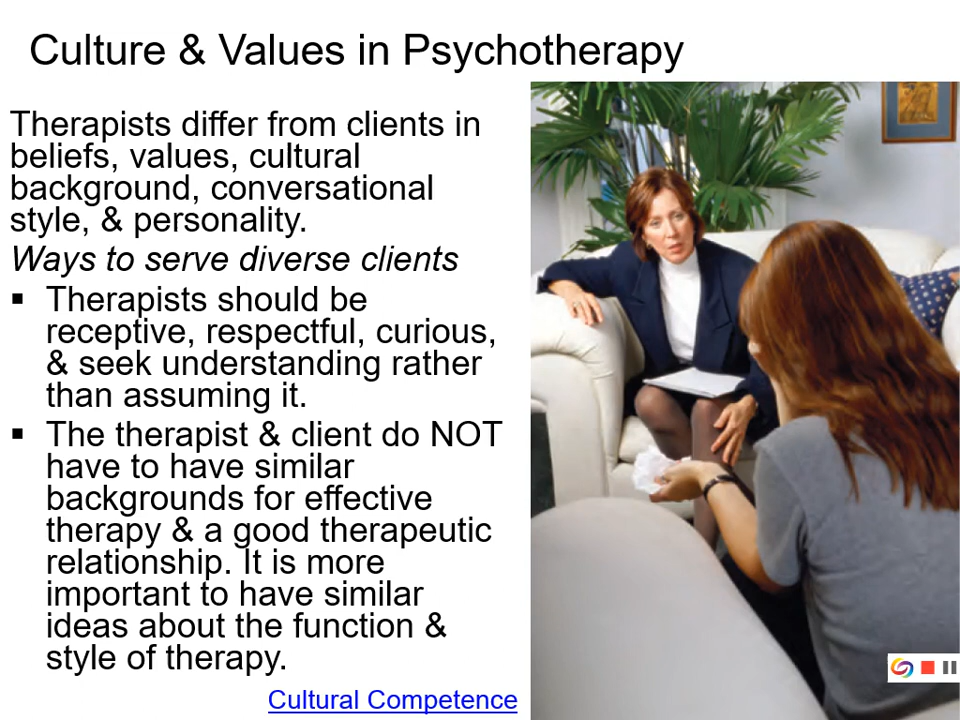 Culture & Values in Psychotherapy
Therapists differ from clients in
beliefs, values, cultural
background, conversational
style, & personality.
Ways to serve diverse clients
▪ Therapists should be
receptive, respectful, curious,
& seek understanding rather
than assuming it.
▪ The therapist & client do NOT
have to have similar
backgrounds for effective
therapy & a good therapeutic
relationship. It is more
important to have similar
ideas about the function &
style of therapy.
Cultural Competence